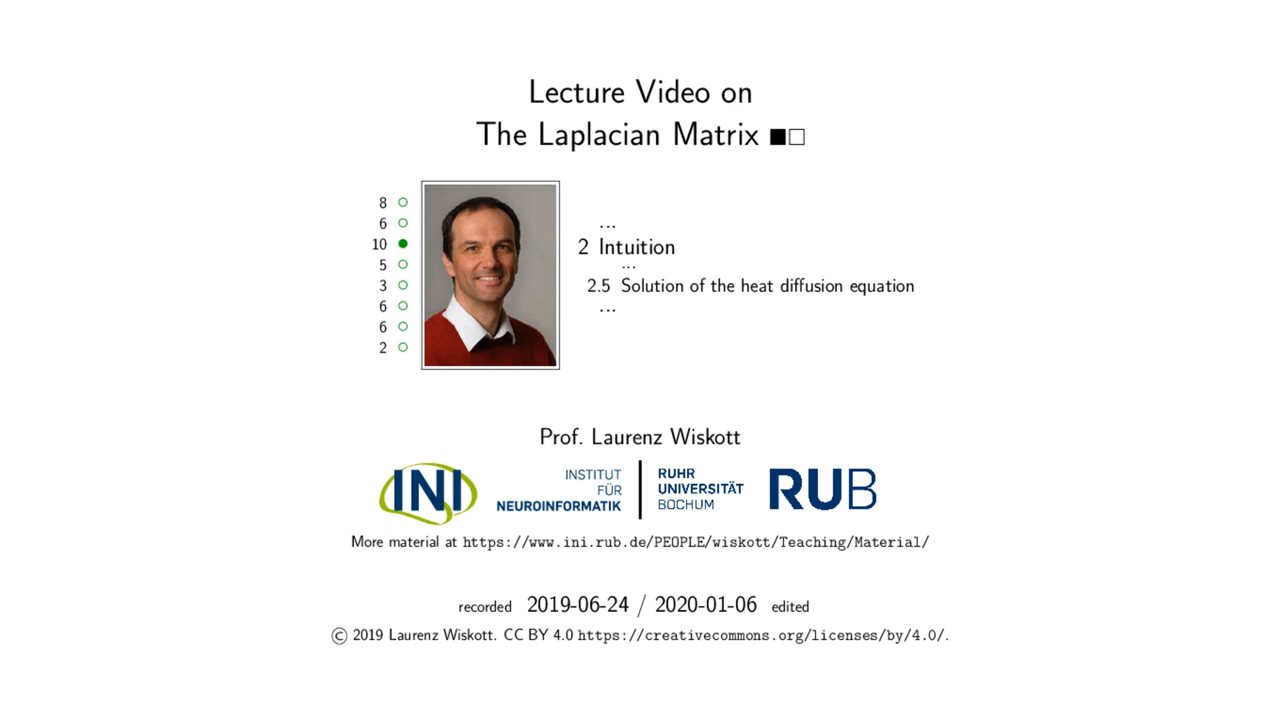 Lecture Video on
The Laplacian Matrix ■□
8
6
10
5
3
6
6
2
...
2 Intuition
...
2.5 Solution of the heat diffusion equation
...
Prof. Laurenz Wiskott
INI
INSTITUT
FÜR
NEUROINFORMATIK
RUHR
UNIVERSITÄT
BOCHUM
RUB
More material at https://www.ini.rub.de/PEOPLE/wiskott/Teaching/Material/
recorded 2019-06-24 / 2020-01-06 edited
© 2019 Laurenz Wiskott. CC BY 4.0 https://creativecommons.org/licenses/by/4.0/.